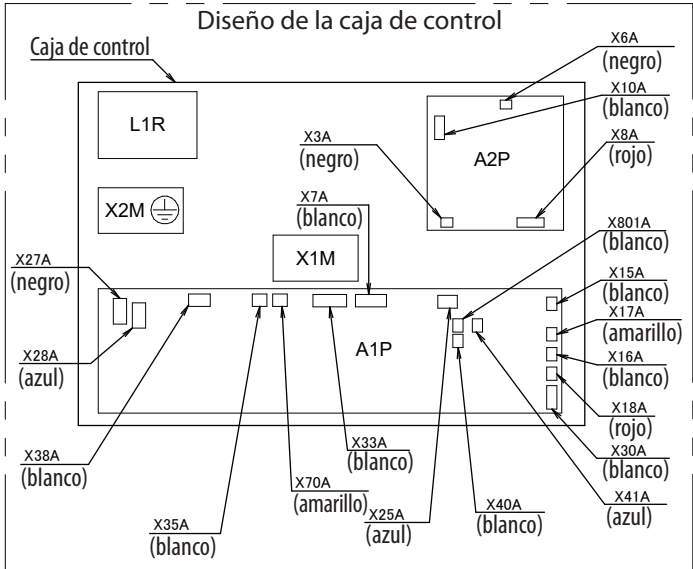 Diseño de la caja de control
Caja de control
X6A
(negro)
X10A
(blanco)
L1R
X3A
(negro)
A2P
X8A
(rojo)
X7A
(blanco)
X2M
X801A
(blanco)
X1M
X27A
(negro)
X15A
(blanco)
X17A
(amarillo)
A1P
X28A
(azul)
X16A
(blanco)
X18A
(rojo)
X38A
(blanco)
X33A
(blanco)
X30A
(blanco)
X70A
(amarillo)
X35A
(blanco)
X25A
(azul)
X40A
(blanco)
X41A
(azul)